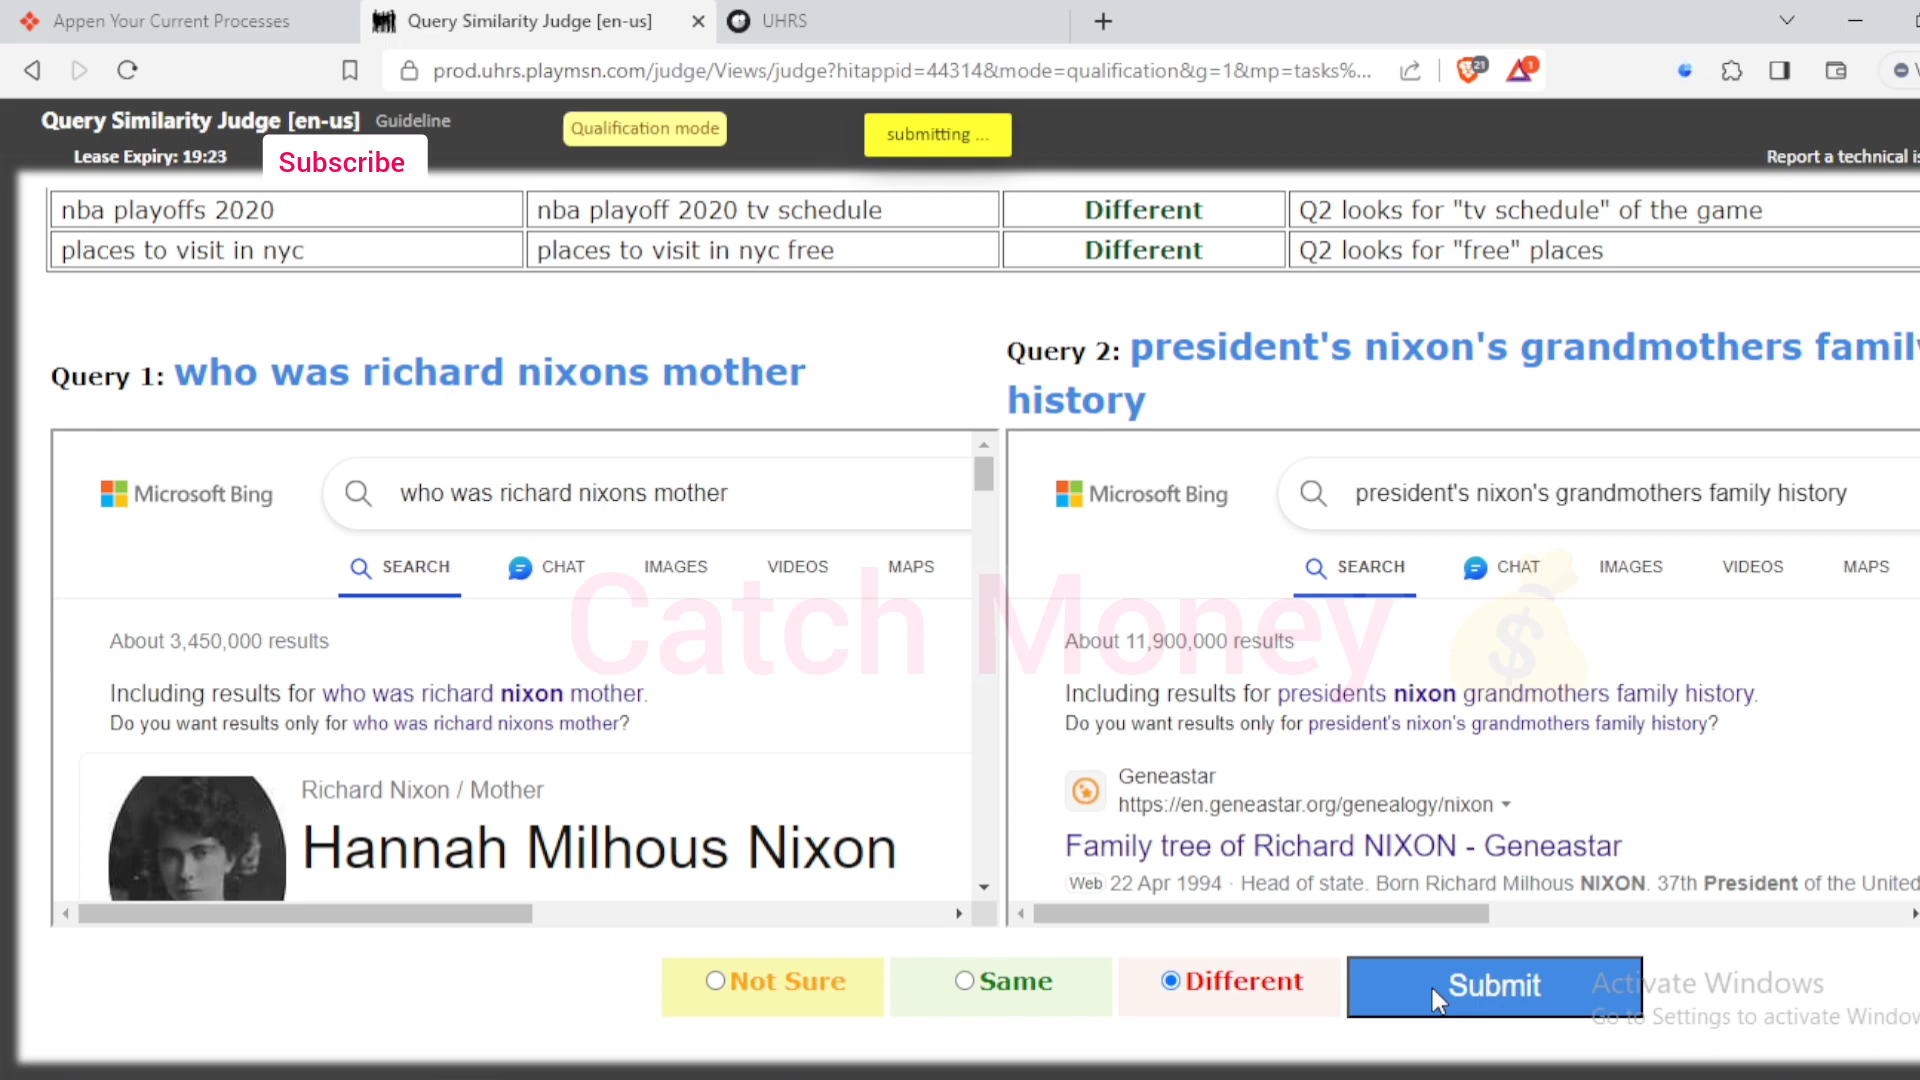 Appen Your Current Processes
Query Similarity Judge [en-us]
UHRS
prod.uhrs.playmsn.com/judge/Views/judge?hitappid=44314&mode=qualification&g=1&mp=tasks%...
21
1
Query Similarity Judge [en-us] Guideline
Qualification mode
submitting ...
Lease Expiry: 19:23
Subscribe
Report a technical
nba playoffs 2020 nba playoff 2020 tv schedule Different Q2 looks for "tv schedule" of the game
places to visit in nyc places to visit in nyc free Different Q2 looks for "free" places
Query 1: who was richard nixons mother
Query 2: president's nixon's grandmothers family
history
Microsoft Bing
who was richard nixons mother
SEARCH CHAT IMAGES VIDEOS MAPS
About 3,450,000 results
Including results for who was richard nixon mother.
Do you want results only for who was richard nixons mother?
Richard Nixon / Mother
Hannah Milhous Nixon
Microsoft Bing
president's nixon's grandmothers family history
SEARCH CHAT IMAGES VIDEOS MAPS
About 11,900,000 results
Including results for presidents nixon grandmothers family history.
Do you want results only for president's nixon's grandmothers family history?
Geneastar
https://en.geneastar.org/genealogy/nixon
Family tree of Richard NIXON - Geneastar
Web 22 Apr 1994 · Head of state. Born Richard Milhous NIXON. 37th President of the United
Catch Money
Not Sure
Same
Different
Submit
Activate Windows
Go to Settings to activate Window